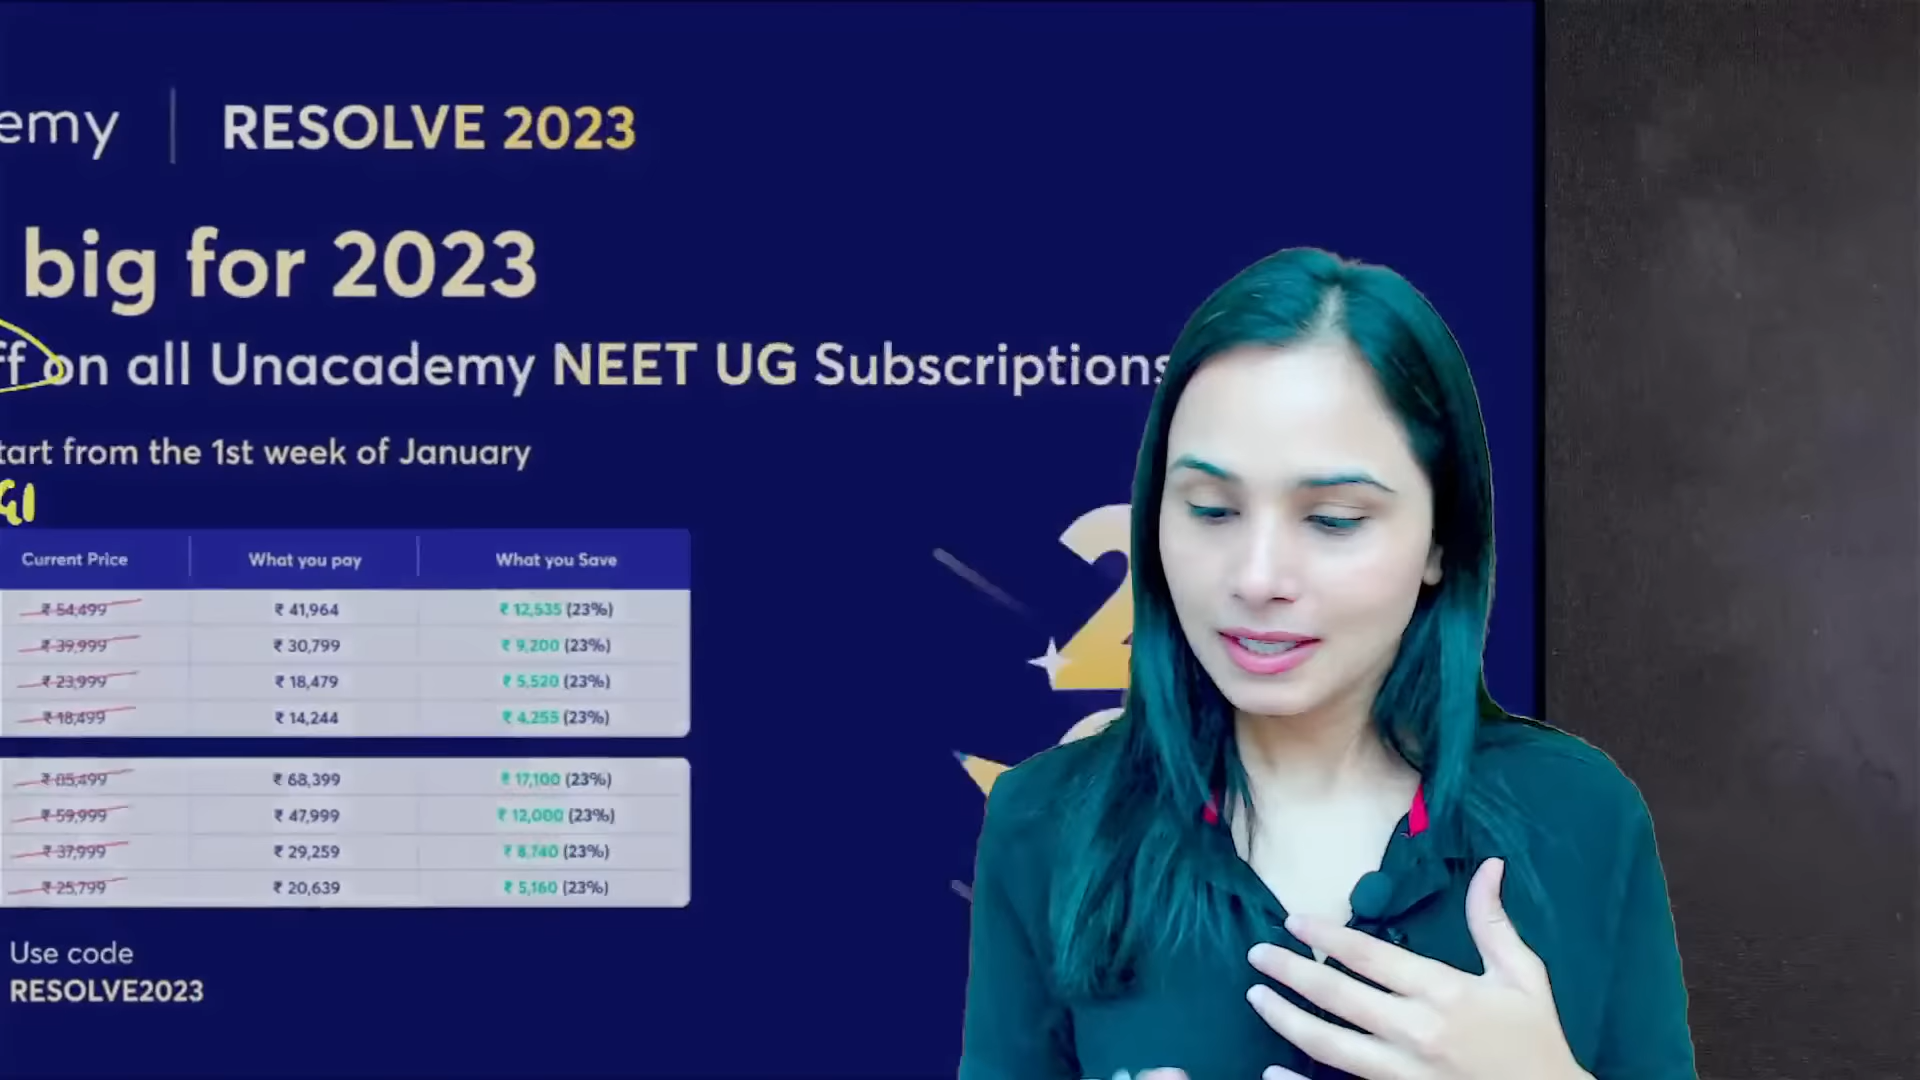 emy | RESOLVE 2023
big for 2023
ff on all Unacademy NEET UG Subscriptions
tart from the 1st week of January
Current Price What you pay What you Save
₹ 54,499 ₹ 41,964 ₹ 12,535 (23%)
₹ 39,999 ₹ 30,799 ₹ 9,200 (23%)
₹ 23,999 ₹ 18,479 ₹ 5,520 (23%)
₹ 18,499 ₹ 14,244 ₹ 4,255 (23%)
₹ 85,499 ₹ 68,399 ₹ 17,100 (23%)
₹ 59,999 ₹ 47,999 ₹ 12,000 (23%)
₹ 37,999 ₹ 29,259 ₹ 8,740 (23%)
₹ 25,799 ₹ 20,639 ₹ 5,160 (23%)
Use code
RESOLVE2023
2